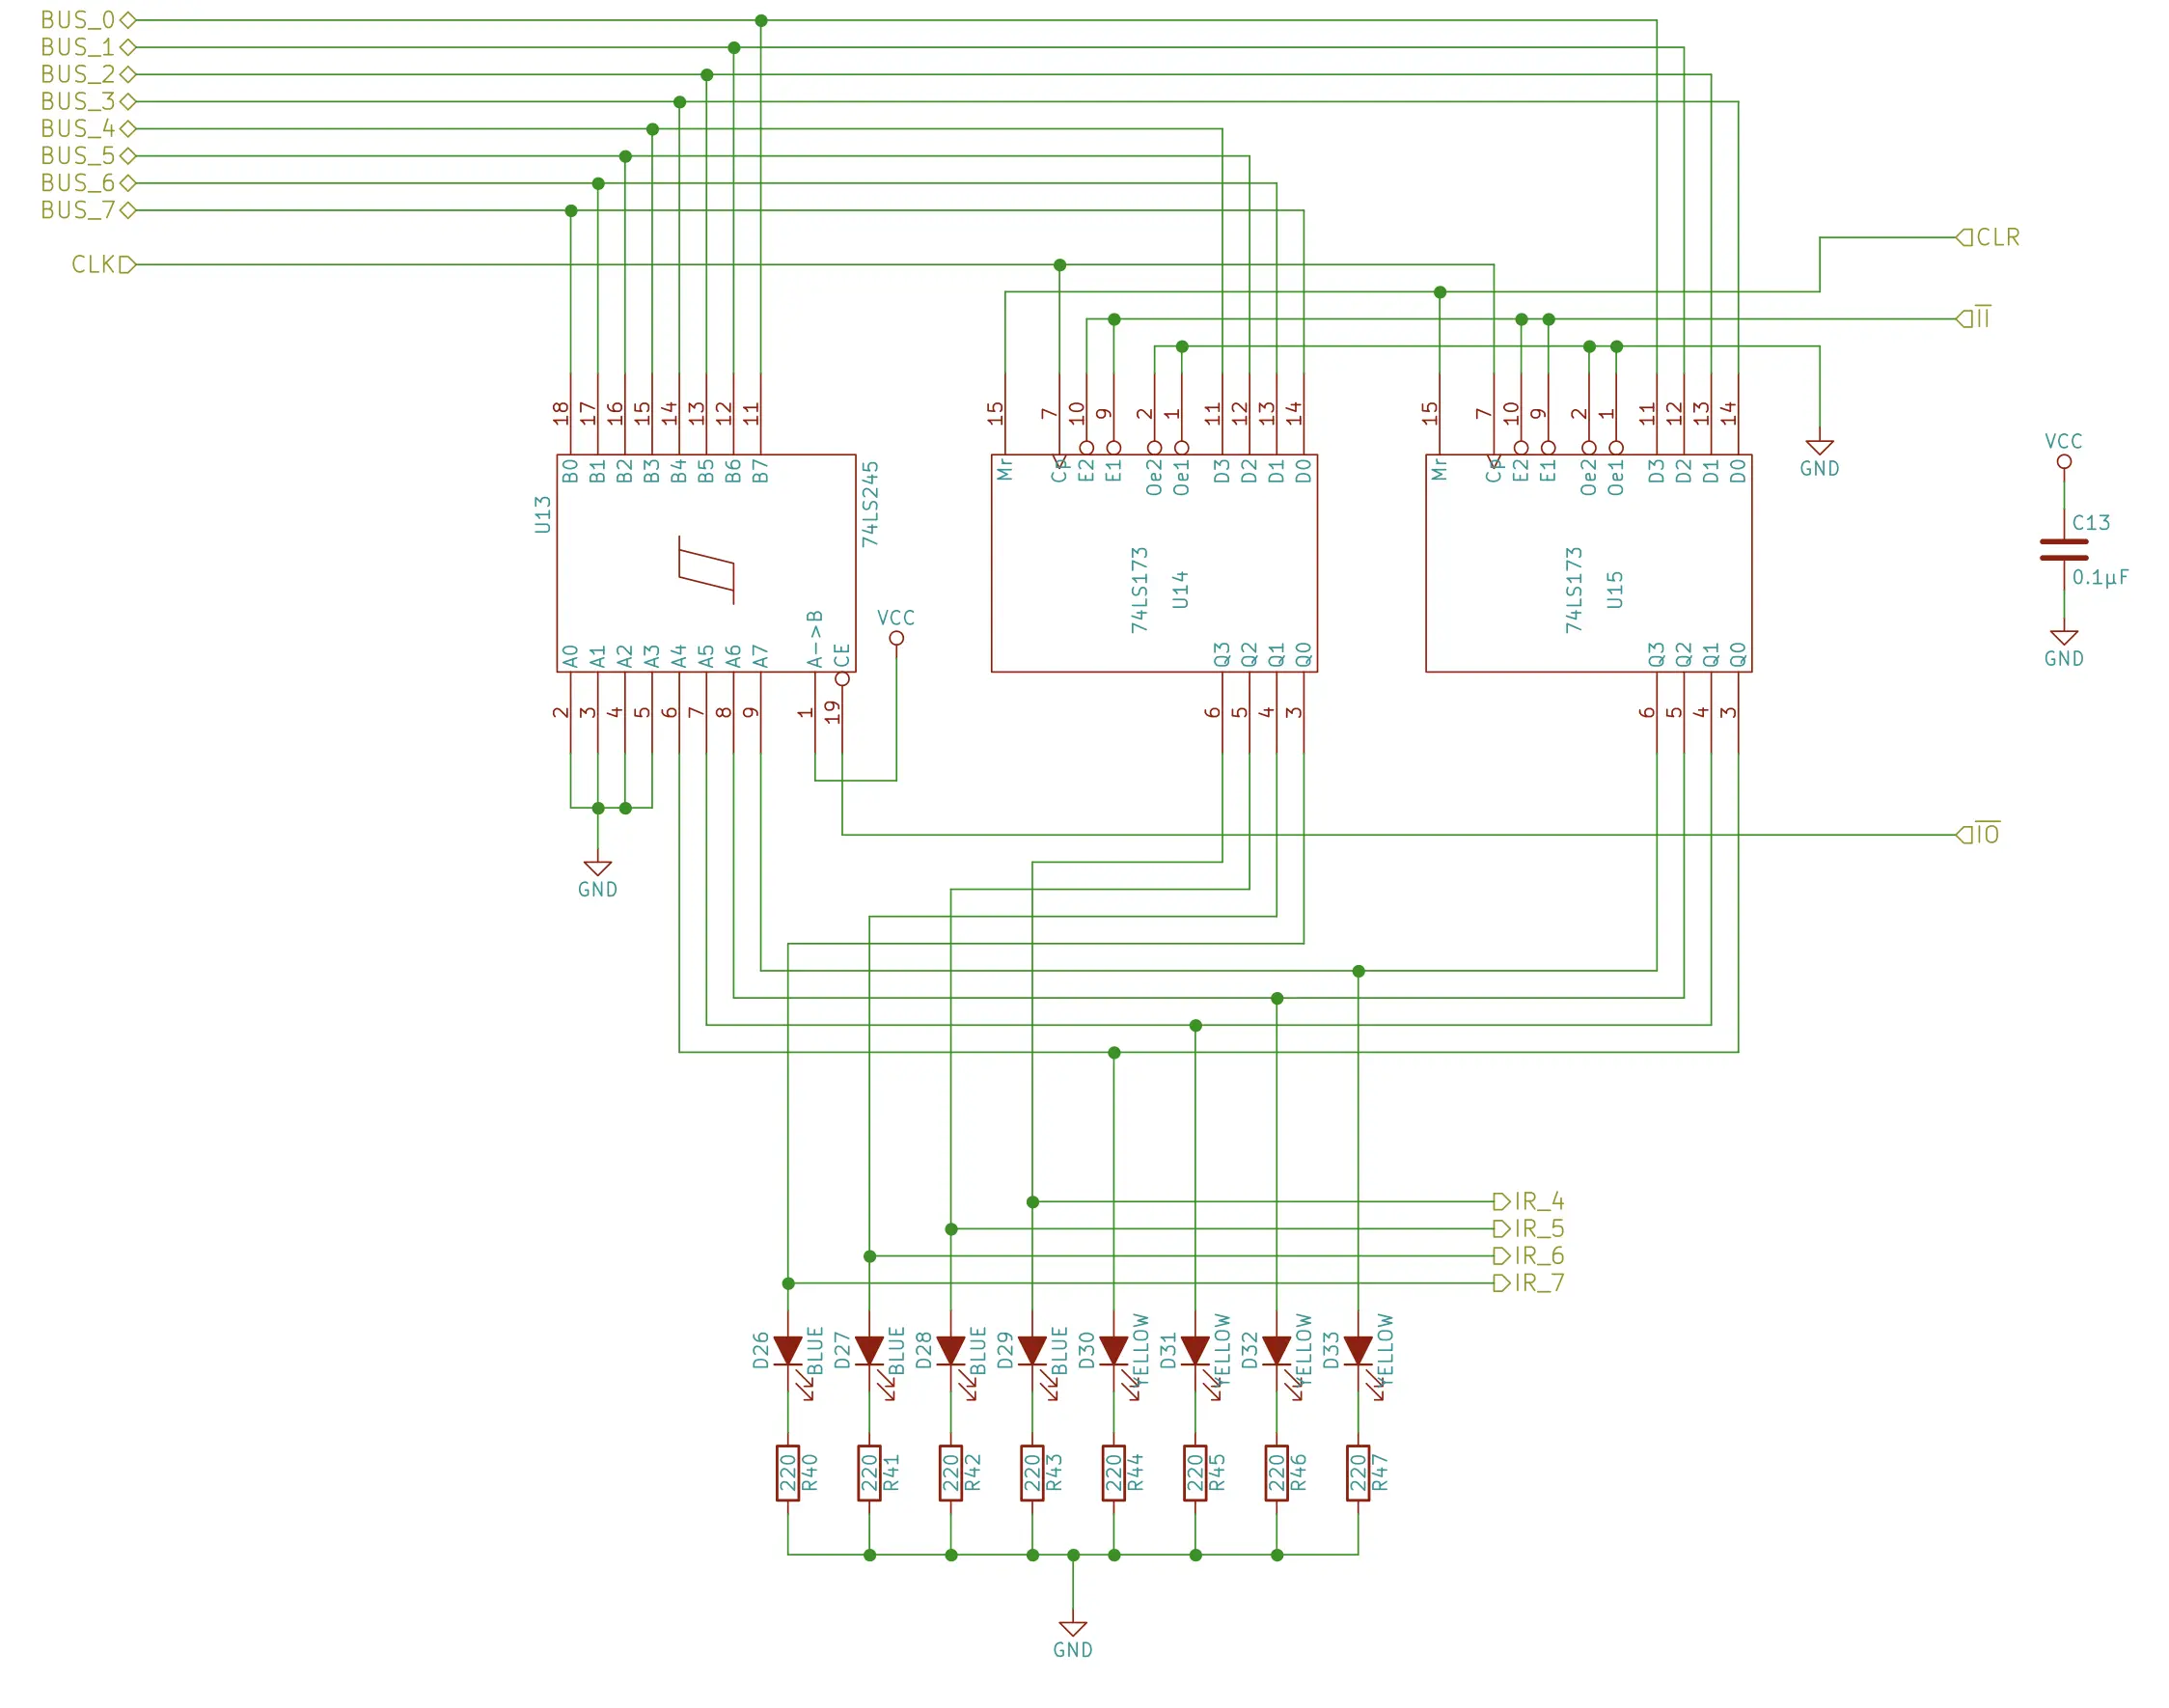 BUS_0
BUS_1
BUS_2
BUS_3
BUS_4
BUS_5
BUS_6
BUS_7
CLR
CLK
II
18 17 16 15 14 13 12 11
15 7 10 9 2 1 11 12 13 14
15 7 10 9 2 1 11 12 13 14
GND
VCC
B0 B1 B2 B3 B4 B5 B6 B7
Mr Cp E2 E1 Oe2 Oe1 D3 D2 D1 D0
Mr Cp E2 E1 Oe2 Oe1 D3 D2 D1 D0
U13
74LS245
74LS173
U14
74LS173
U15
C13
0.1µF
GND
VCC
A0 A1 A2 A3 A4 A5 A6 A7 A->B CE
Q3 Q2 Q1 Q0
Q3 Q2 Q1 Q0
2 3 4 5 6 7 8 9 1 19
6 5 4 3
6 5 4 3
IO
GND
IR_4
IR_5
IR_6
IR_7
D26 BLUE D27 BLUE D28 BLUE D29 BLUE D30 YELLOW D31 YELLOW D32 YELLOW D33 YELLOW
220 R40 220 R41 220 R42 220 R43 220 R44 220 R45 220 R46 220 R47
GND